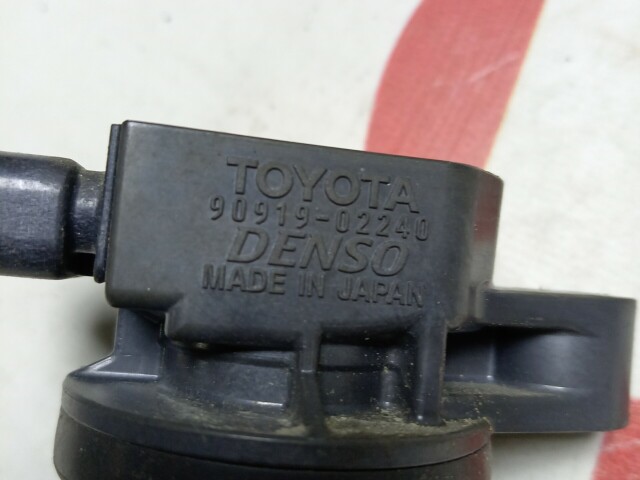 TOYOTA
90919-02240
DENSO
MADE IN JAPAN